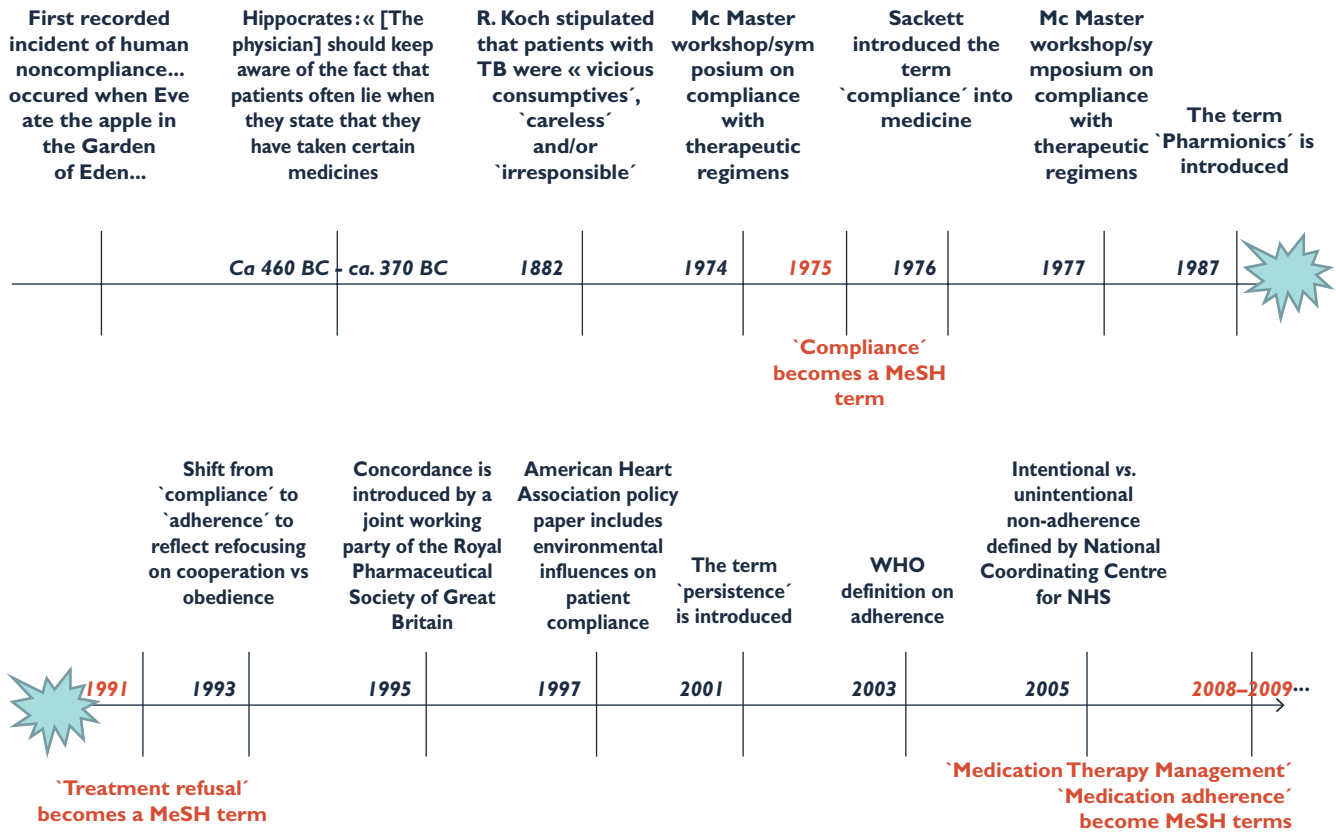 First recorded
incident of human
noncompliance...
occured when Eve
ate the apple in
the Garden
of Eden...
Hippocrates: « [The
physician] should keep
aware of the fact that
patients often lie when
they state that they
have taken certain
medicines
R. Koch stipulated
that patients with
TB were « vicious
consumptives´,
`careless´
and/or
`irresponsible´
Mc Master
workshop/sym
posium on
compliance
with
therapeutic
regimens
Sackett
introduced the
term
`compliance´ into
medicine
Mc Master
workshop/sy
mposium on
compliance
with
therapeutic
regimens
The term
`Pharmionics´ is
introduced
Ca 460 BC - ca. 370 BC
1882
1974
1975
1976
1977
1987
`Compliance´
becomes a MeSH
term
Shift from
`compliance´ to
`adherence´ to
reflect refocusing
on cooperation vs
obedience
Concordance is
introduced by a
joint working
party of the Royal
Pharmaceutical
Society of Great
Britain
American Heart
Association policy
paper includes
environmental
influences on
patient
compliance
The term
`persistence´
is introduced
WHO
definition on
adherence
Intentional vs.
unintentional
non-adherence
defined by National
Coordinating Centre
for NHS
1991
1993
1995
1997
2001
2003
2005
2008–2009...
`Treatment refusal´
becomes a MeSH term
`Medication Therapy Management´
`Medication adherence´
become MeSH terms